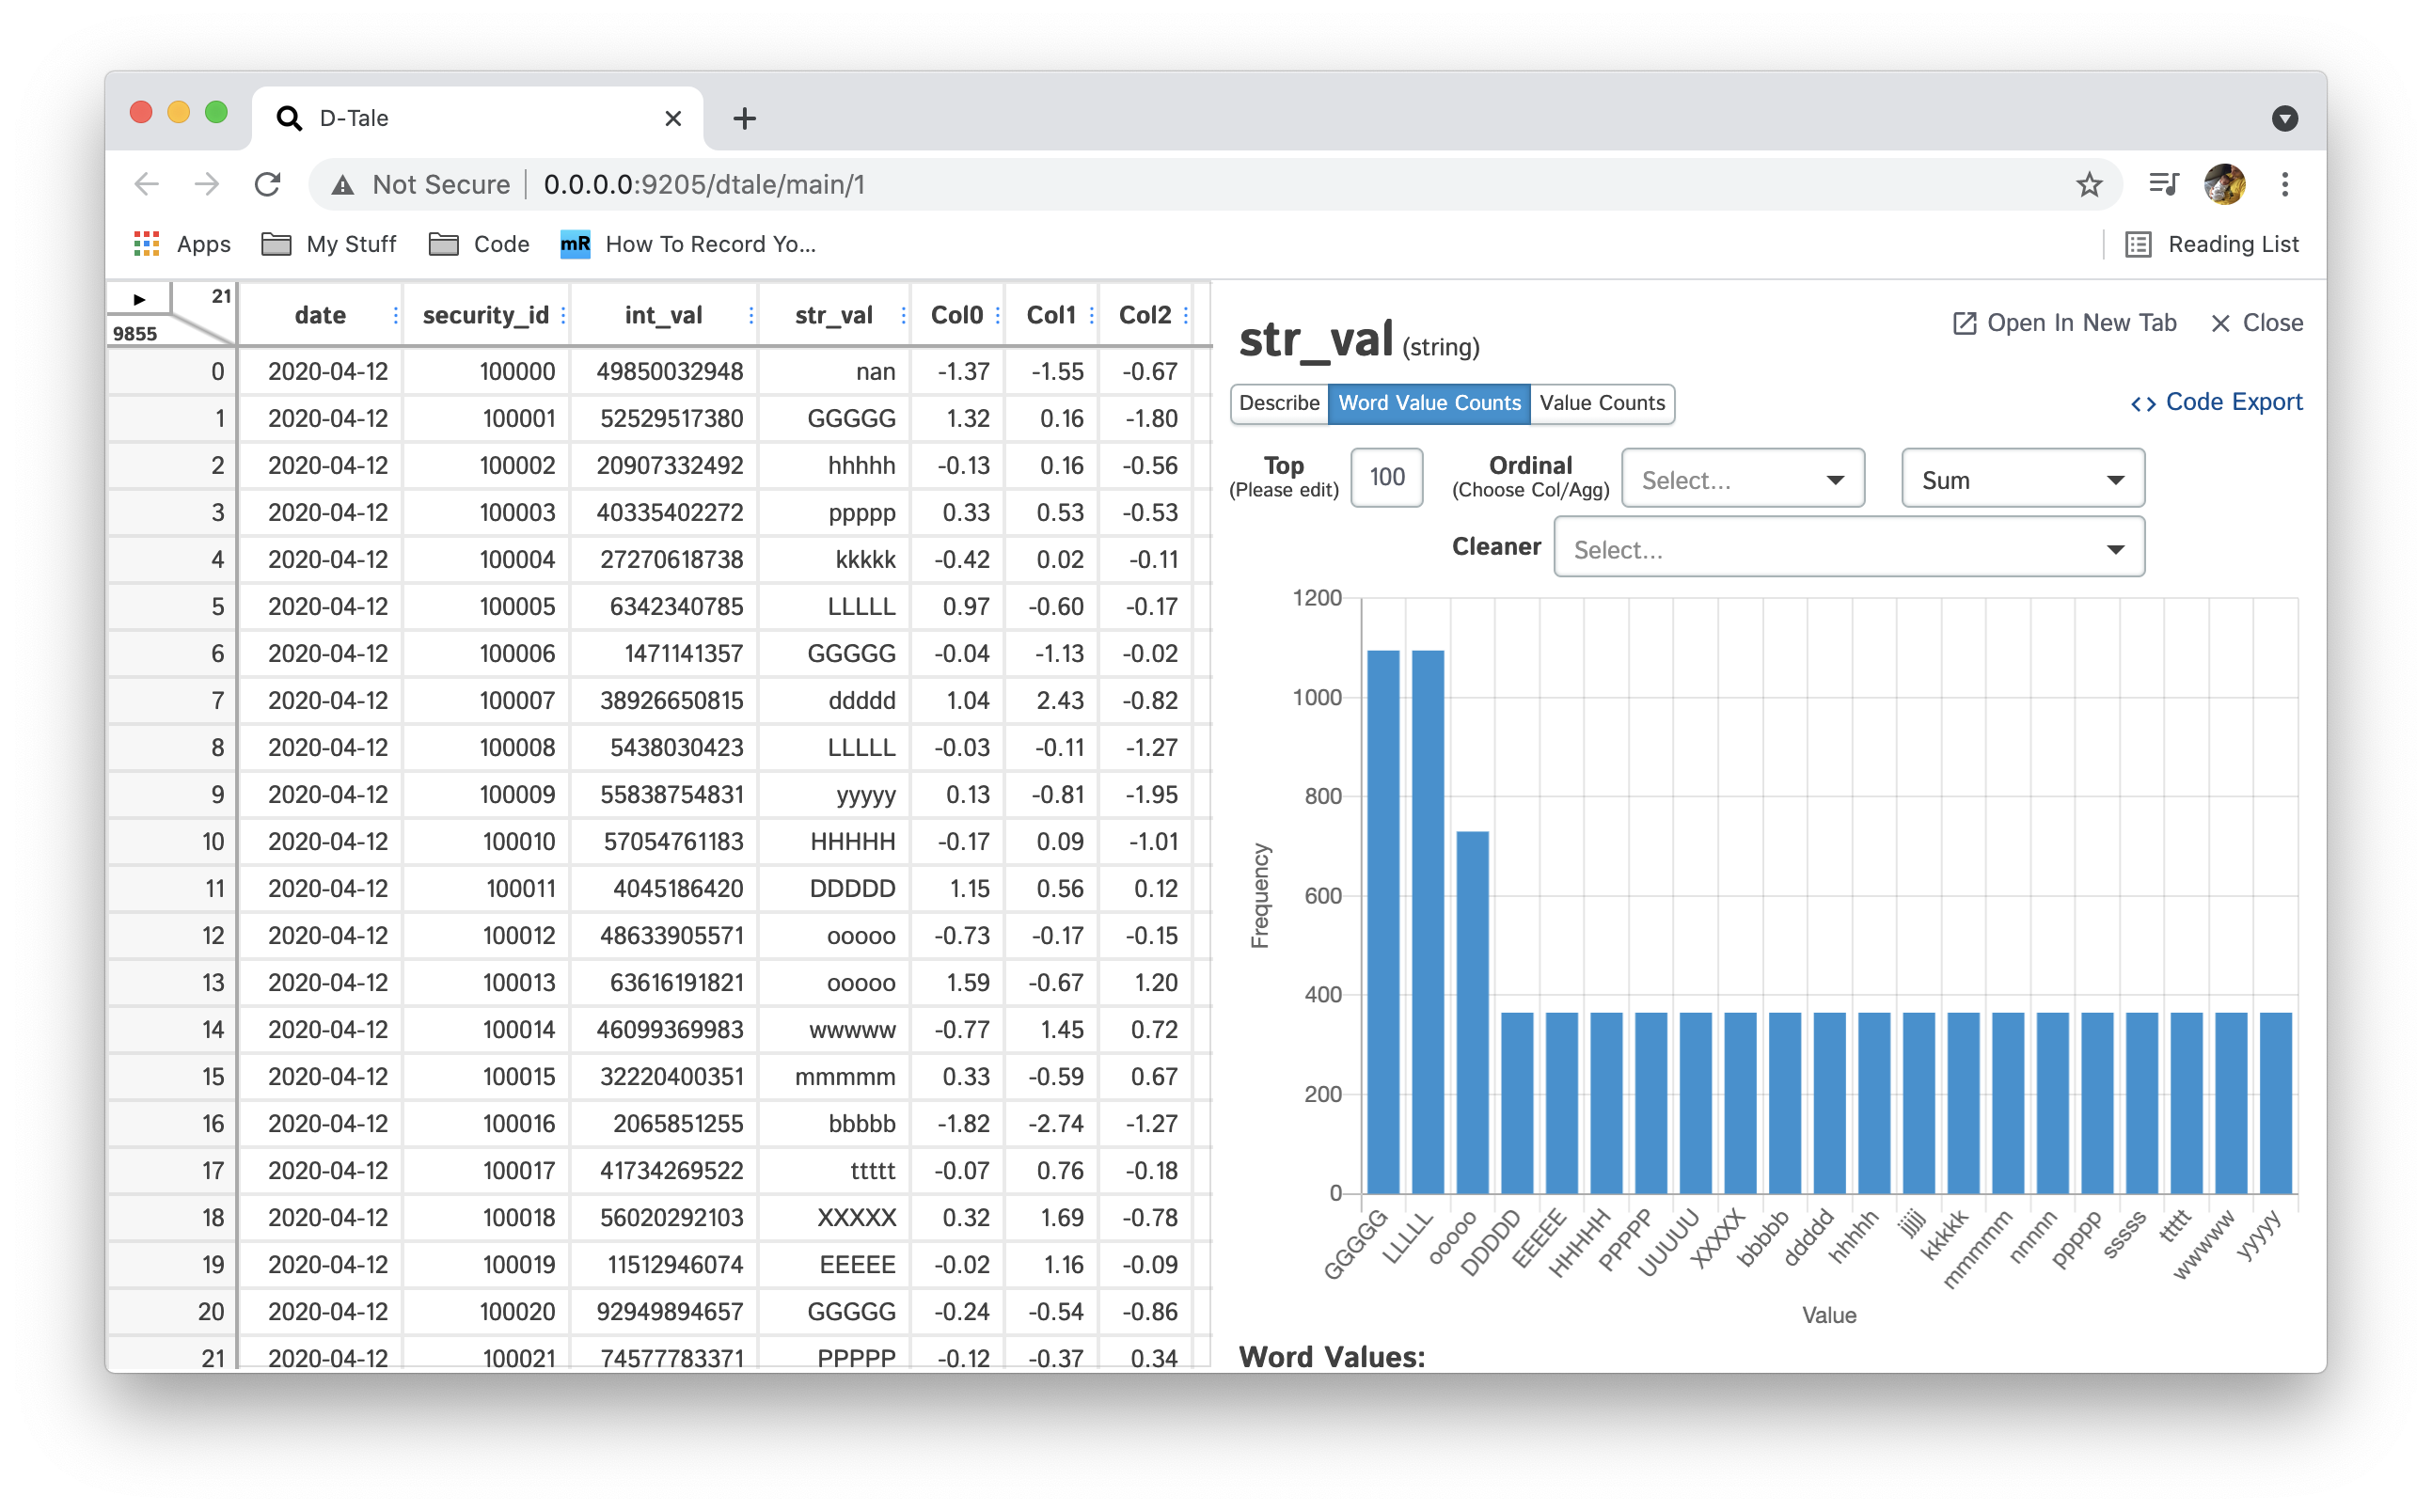 D-Tale
Not Secure 0.0.0.0:9205/dtale/main/1
Apps My Stuff Code mR How To Record Yo... Reading List
21
9855
date security_id int_val str_val Col0 Col1 Col2
0 2020-04-12 100000 49850032948 nan -1.37 -1.55 -0.67
1 2020-04-12 100001 52529517380 GGGGG 1.32 0.16 -1.80
2 2020-04-12 100002 20907332492 hhhhh -0.13 0.16 -0.56
3 2020-04-12 100003 40335402272 ppppp 0.33 0.53 -0.53
4 2020-04-12 100004 27270618738 kkkkk -0.42 0.02 -0.11
5 2020-04-12 100005 6342340785 LLLLL 0.97 -0.60 -0.17
6 2020-04-12 100006 1471141357 GGGGG -0.04 -1.13 -0.02
7 2020-04-12 100007 38926650815 ddddd 1.04 2.43 -0.82
8 2020-04-12 100008 5438030423 LLLLL -0.03 -0.11 -1.27
9 2020-04-12 100009 55838754831 yyyyy 0.13 -0.81 -1.95
10 2020-04-12 100010 57054761183 HHHHH -0.17 0.09 -1.01
11 2020-04-12 100011 4045186420 DDDDD 1.15 0.56 0.12
12 2020-04-12 100012 48633905571 ooooo -0.73 -0.17 -0.15
13 2020-04-12 100013 63616191821 ooooo 1.59 -0.67 1.20
14 2020-04-12 100014 46099369983 wwwww -0.77 1.45 0.72
15 2020-04-12 100015 32220400351 mmmmm 0.33 -0.59 0.67
16 2020-04-12 100016 2065851255 bbbbb -1.82 -2.74 -1.27
17 2020-04-12 100017 41734269522 ttttt -0.07 0.76 -0.18
18 2020-04-12 100018 56020292103 XXXXX 0.32 1.69 -0.78
19 2020-04-12 100019 11512946074 EEEEE -0.02 1.16 -0.09
20 2020-04-12 100020 92949894657 GGGGG -0.24 -0.54 -0.86
21 2020-04-12 100021 74577783371 PPPPP -0.12 -0.37 0.34
str_val (string)
Open In New Tab Close
Describe Word Value Counts Value Counts
Code Export
Top
(Please edit)
100
Ordinal
(Choose Col/Agg)
Select...
Sum
Cleaner
Select...
Frequency
1200
1000
800
600
400
200
0
GGGGG LLLLL ooooo DDDDD EEEEE HHHHH PPPPP UUUUU XXXXX bbbbb ddddd hhhhh jjjjj kkkkk mmmmm nnnnn ppppp sssss ttttt wwwww yyyyy
Value
Word Values: